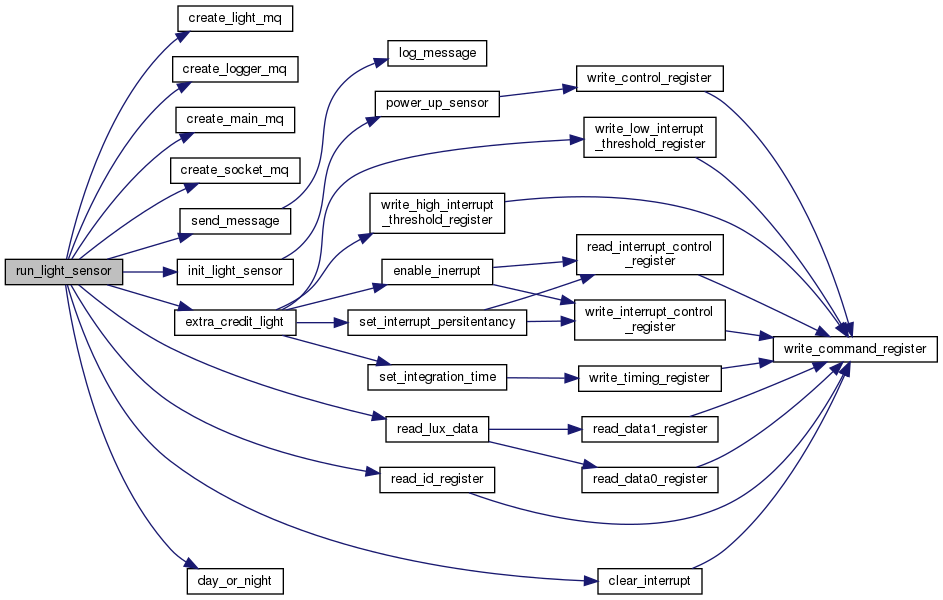 create_light_mq
create_logger_mq
create_main_mq
create_socket_mq
send_message
run_light_sensor
init_light_sensor
extra_credit_light
day_or_night
log_message
power_up_sensor
write_high_interrupt
_threshold_register
enable_inerrupt
set_interrupt_persitentancy
set_integration_time
read_lux_data
read_id_register
write_control_register
write_low_interrupt
_threshold_register
read_interrupt_control
_register
write_interrupt_control
_register
write_timing_register
read_data1_register
read_data0_register
clear_interrupt
write_command_register